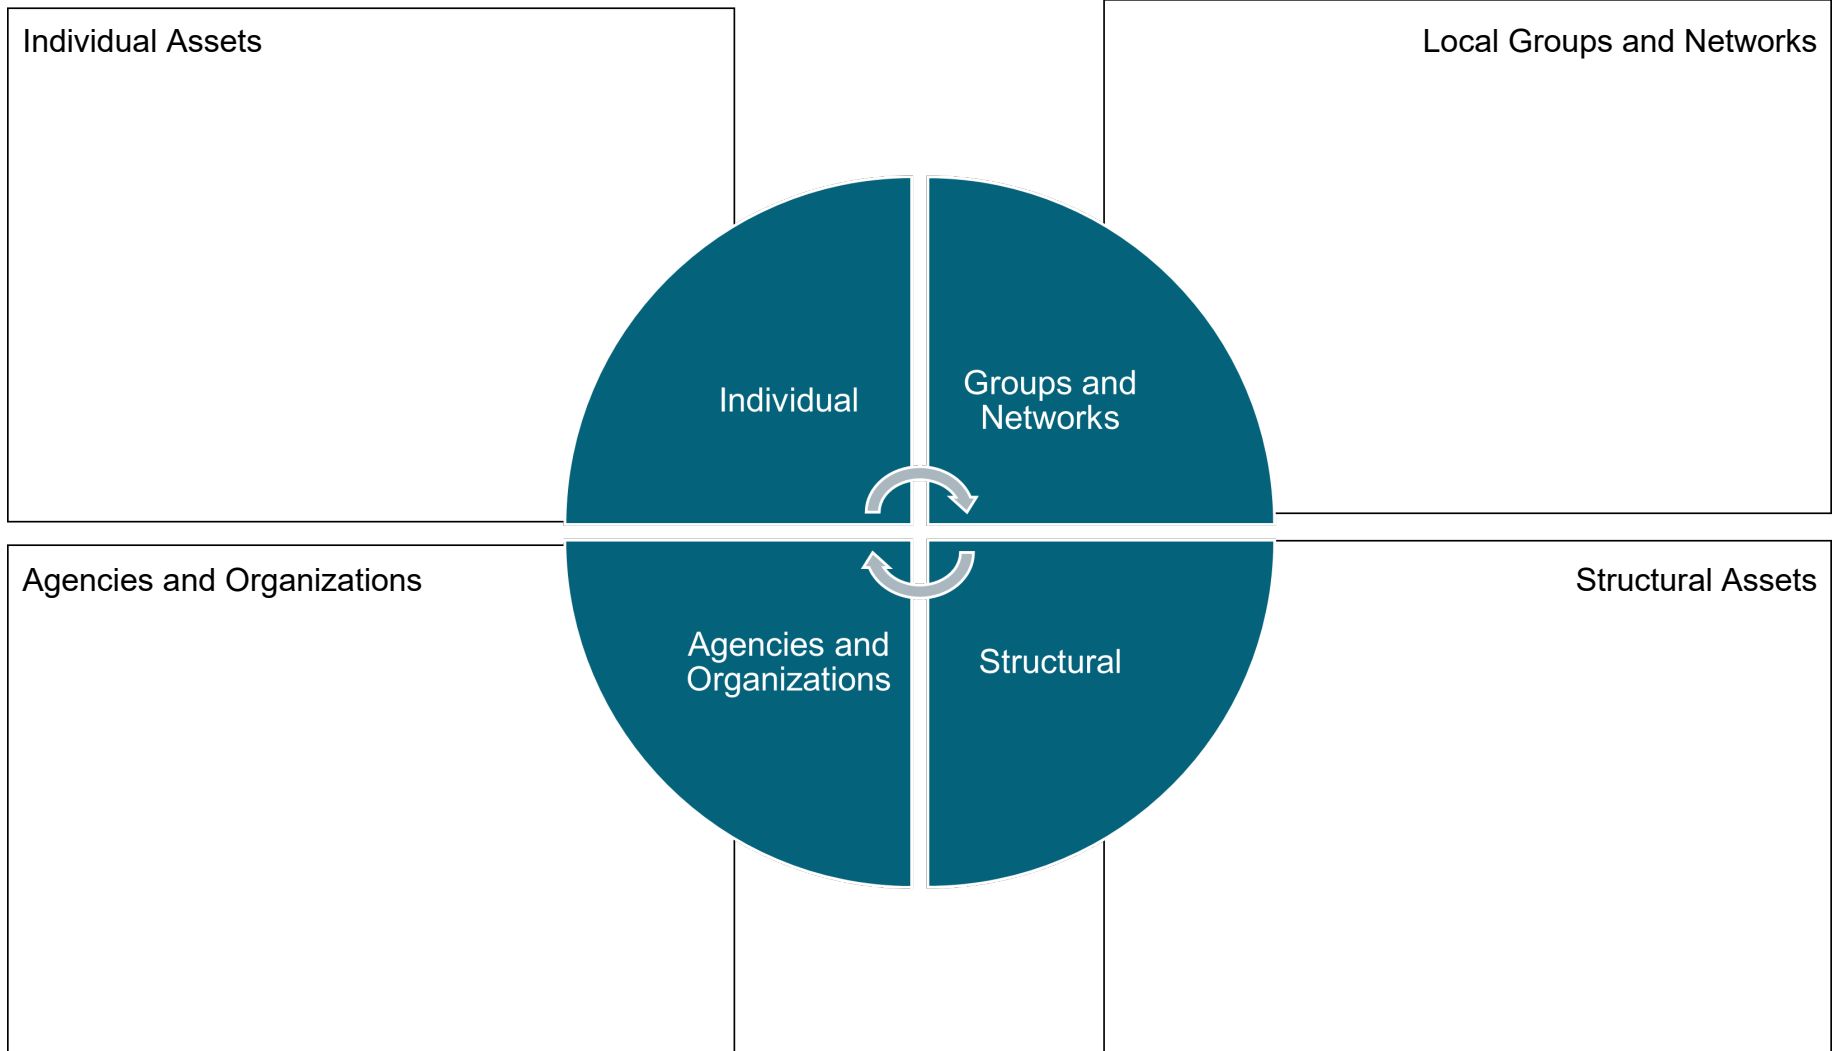 Individual Assets
Local Groups and Networks
Individual
Groups and
Networks
Agencies and Organizations
Structural Assets
Agencies and
Organizations
Structural